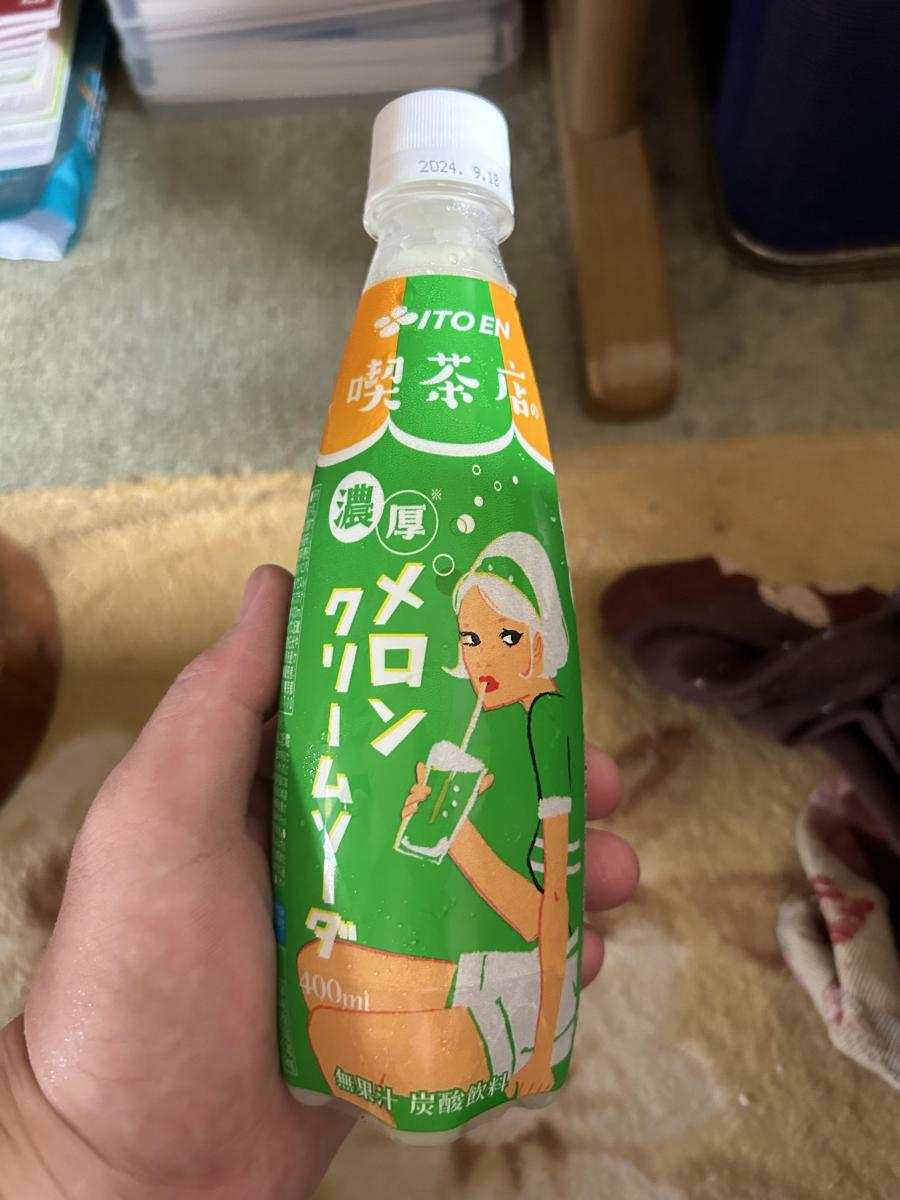 2024. 9.18
ITO EN
喫茶店の
濃厚※
メロン
クリームソーダ
400ml
無果汁 炭酸飲料